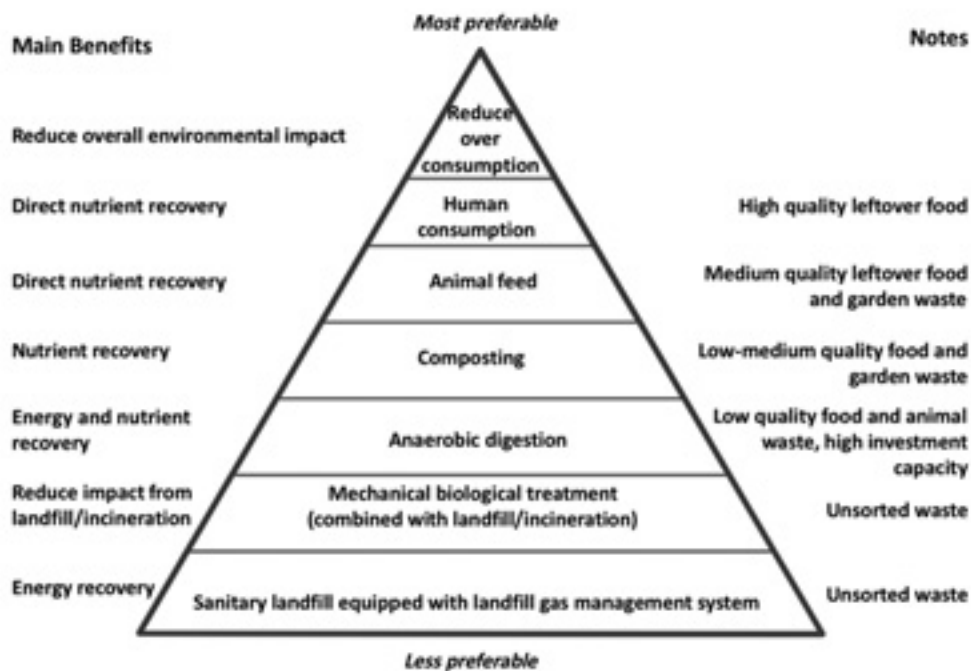 Most preferable
Main Benefits
Notes
Reduce overall environmental impact
Reduce
over
consumption
Direct nutrient recovery
Human
consumption
High quality leftover food
Direct nutrient recovery
Animal feed
Medium quality leftover food
and garden waste
Nutrient recovery
Composting
Low-medium quality food and
garden waste
Energy and nutrient
recovery
Anaerobic digestion
Low quality food and animal
waste, high investment
capacity
Reduce impact from
landfill/incineration
Mechanical biological treatment
(combined with landfill/incineration)
Unsorted waste
Energy recovery
Sanitary landfill equipped with landfill gas management system
Unsorted waste
Less preferable